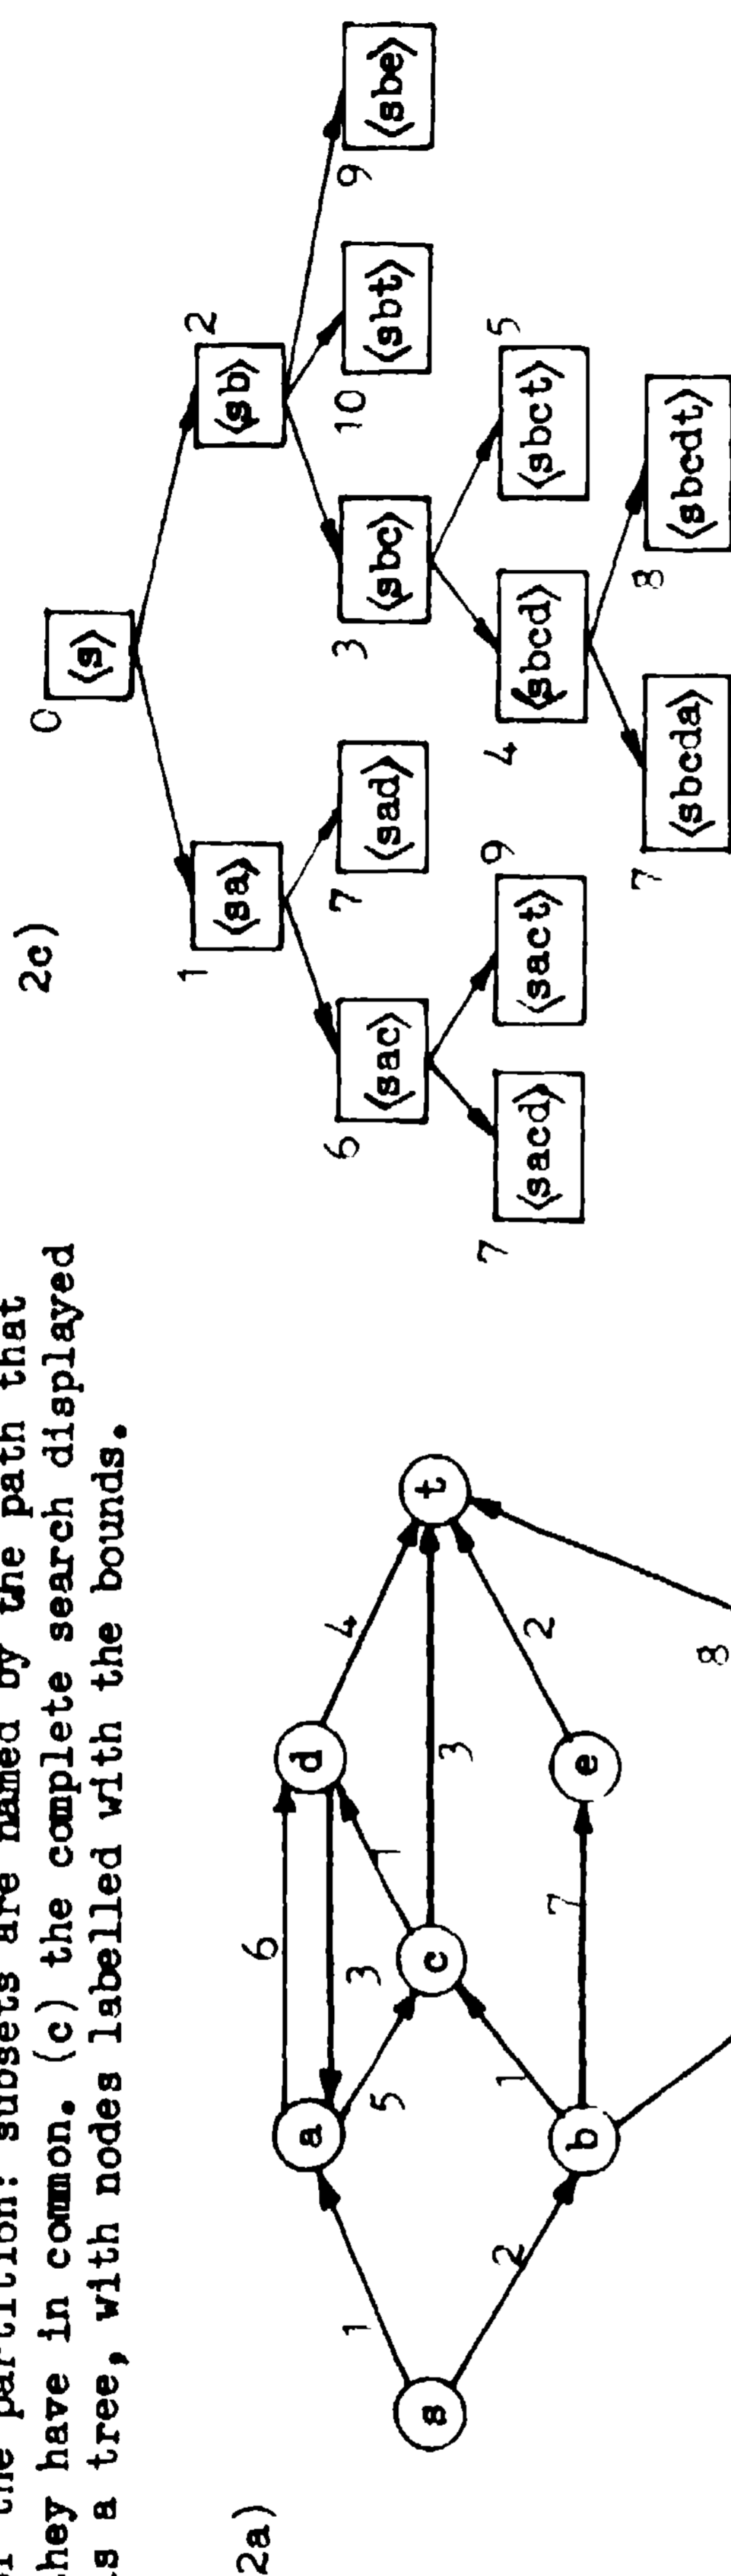 the partition: subsets are named by the path that
they have in common. (c) the complete search displayed
as a tree, with nodes labelled with the bounds.
2a)
s
a
b
c
d
e
t
1
2
6
3
5
1
7
1
3
4
2
8
2c)
0
⟨s⟩
1
⟨sa⟩
2
⟨sb⟩
6
⟨sac⟩
7
⟨sad⟩
3
⟨sbc⟩
10
⟨sbt⟩
9
⟨sbe⟩
7
⟨sacd⟩
9
⟨sact⟩
4
⟨sbcd⟩
5
⟨sbct⟩
7
⟨sbcda⟩
8
⟨sbcdt⟩